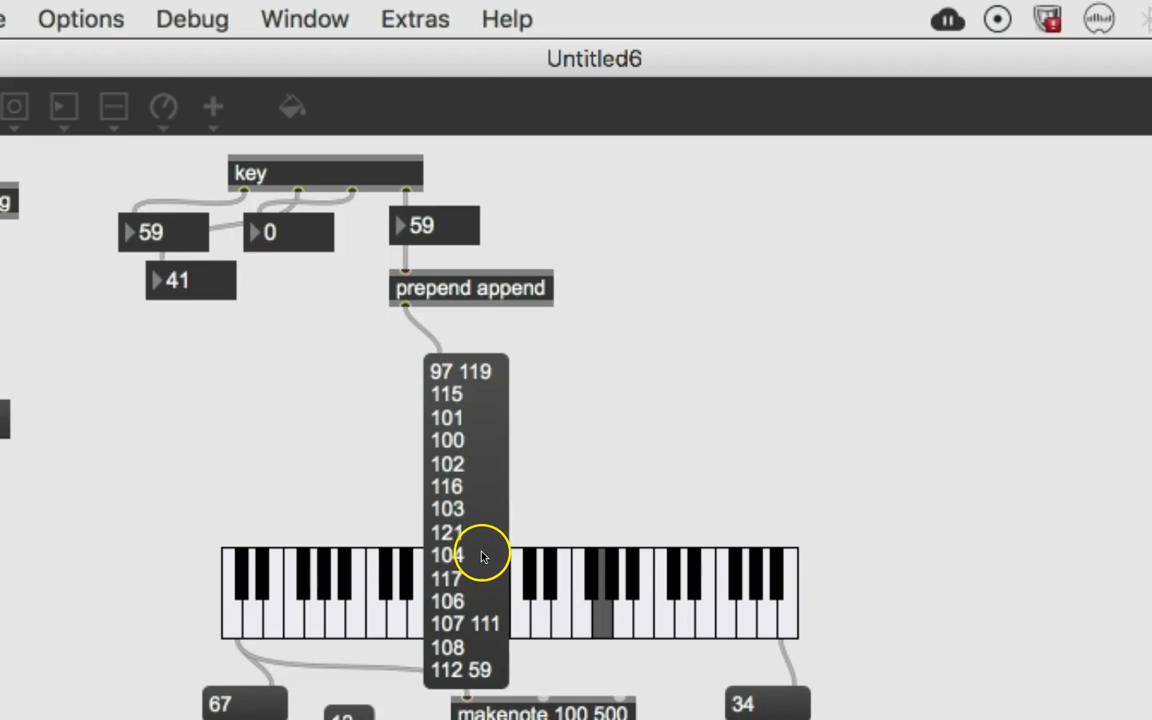 Options Debug Window Extras Help
Untitled6
g
key
59 0 59
41
prepend append
97 119
115
101
100
102
116
103
121
104
117
106
107 111
108
112 59
67
34
makenote 100 500